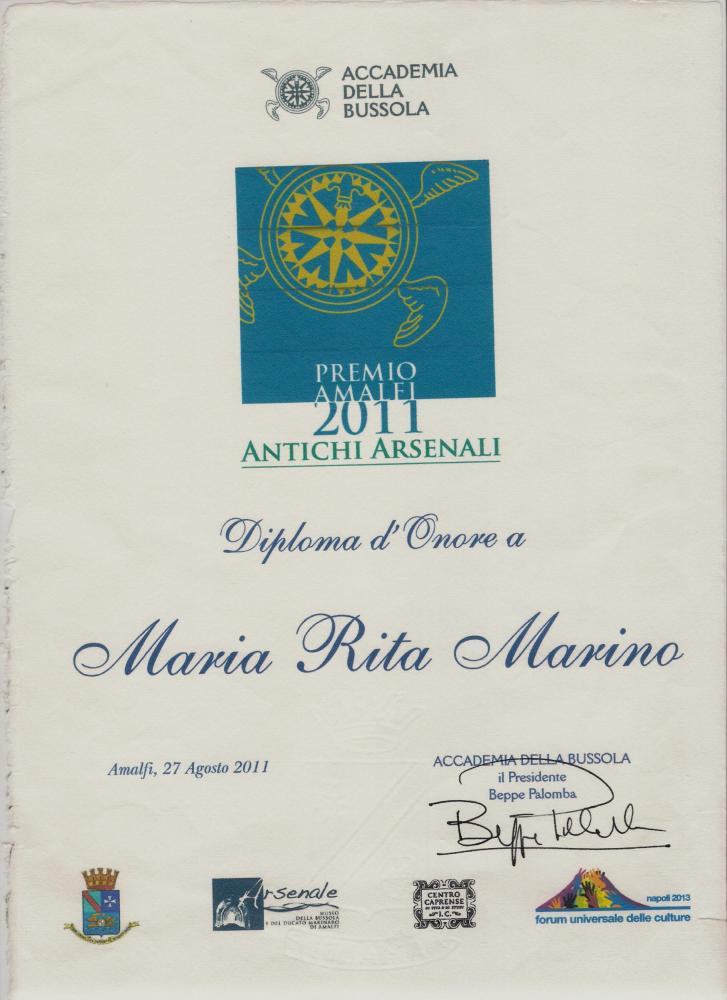 ACCADEMIA
DELLA
BUSSOLA
PREMIO
AMALFI
2011
ANTICHI ARSENALI
Diploma d'Onore a
Maria Rita Marino
Amalfi, 27 Agosto 2011
ACCADEMIA DELLA BUSSOLA
il Presidente
Beppe Palomba
Arsenale
MUSEO
DELLA BUSSOLA
E DEL DUCATO MARINARO
DI AMALFI
CENTRO
CAPRENSE
I.C.
napoli 2013
forum universale delle culture